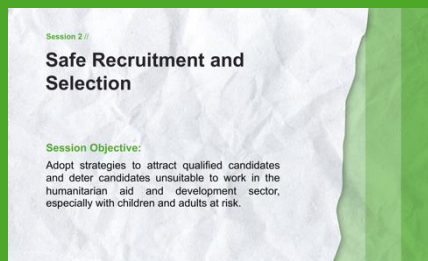 Session 2 //
Safe Recruitment and
Selection
Session Objective:
Adopt strategies to attract qualified candidates
and deter candidates unsuitable to work in the
humanitarian aid and development sector,
especially with children and adults at risk.